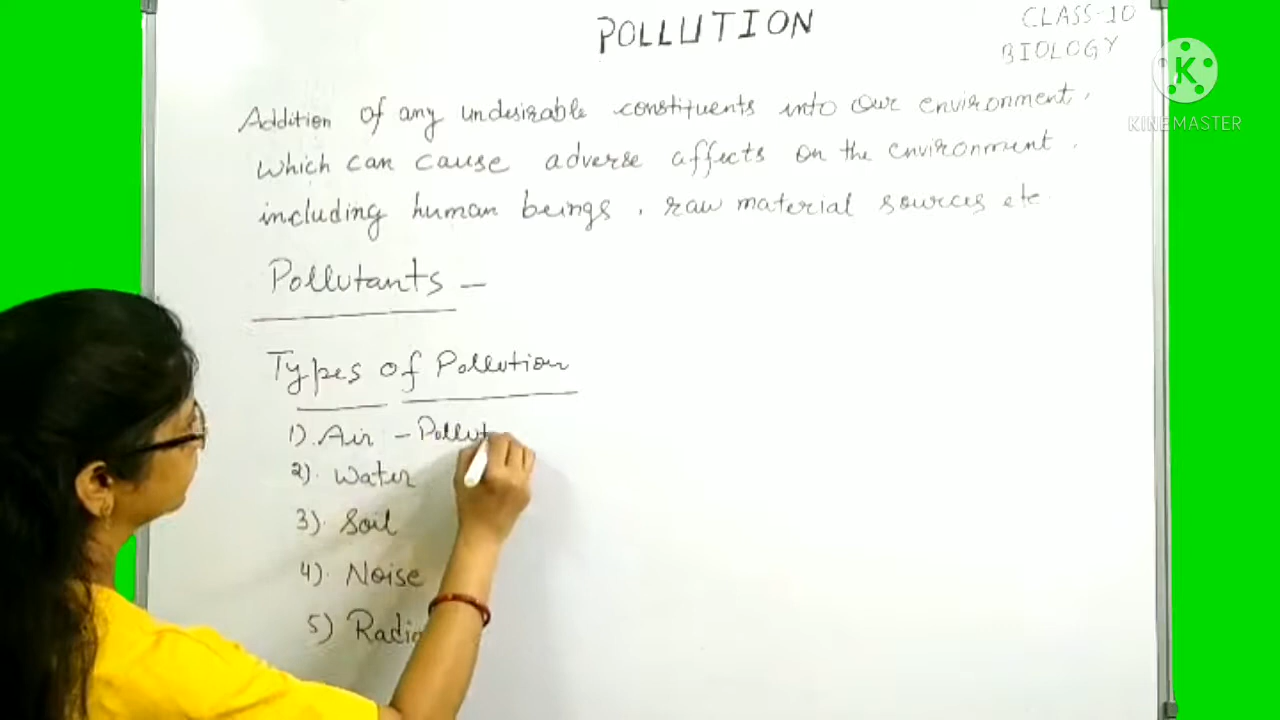 POLLUTION
CLASS-10
BIOLOGY
K
KINEMASTER
Addition of any undesirable constituents into our environment,
which can cause adverse affects on the environment,
including human beings, raw material sources etc.
Pollutants -
Types of Pollution
1). Air - Pollut
2). Water
3). Soil
4). Noise
5) Radio